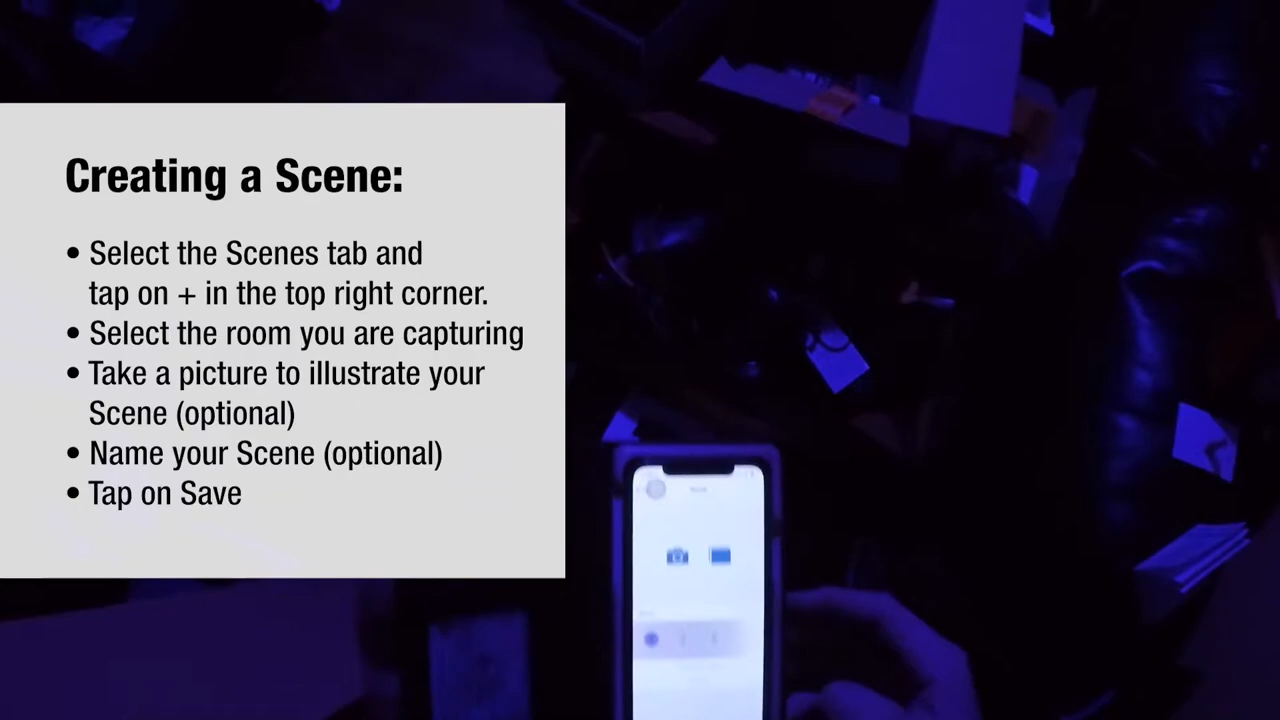 Creating a Scene:
• Select the Scenes tab and
tap on + in the top right corner.
• Select the room you are capturing
• Take a picture to illustrate your
Scene (optional)
• Name your Scene (optional)
• Tap on Save